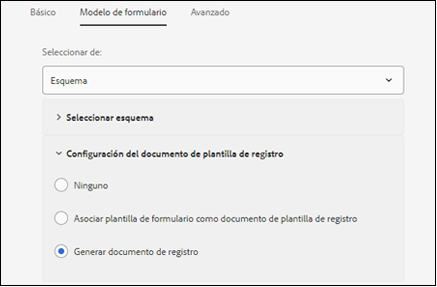 Básico Modelo de formulario Avanzado
Seleccionar de:
Esquema
Seleccionar esquema
Configuración del documento de plantilla de registro
Ninguno
Asociar plantilla de formulario como documento de plantilla de registro
Generar documento de registro